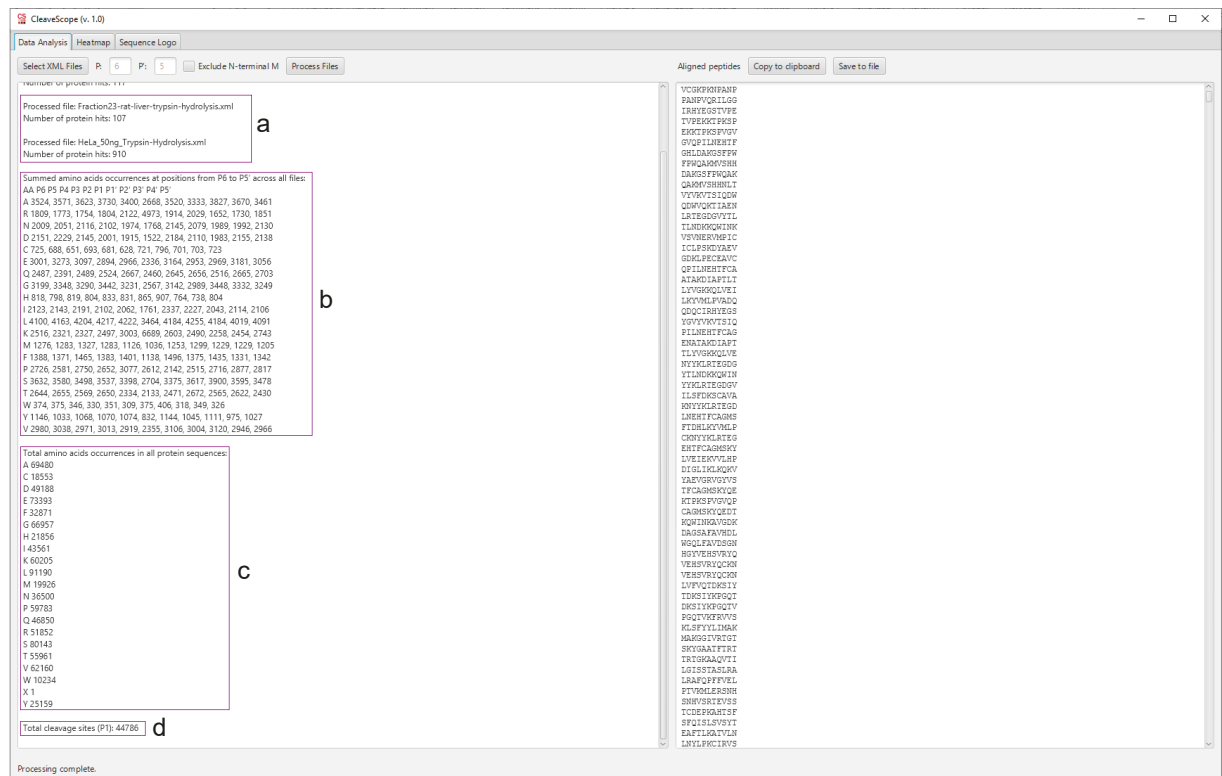 CleaveScope (v. 1.0)
Data Analysis Heatmap Sequence Logo
Select XML Files P: 6 P': 5 Exclude N-terminal M Process Files Aligned peptides Copy to clipboard Save to file
Number of protein hits: 111
Processed file: Fraction23-rat-liver-trypsin-hydrolysis.xml
Number of protein hits: 107
a
Processed file: HeLa_50ng_Trypsin-Hydrolysis.xml
Number of protein hits: 910
Summed amino acids occurrences at positions from P6 to P5' across all files:
AA P6 P5 P4 P3 P2 P1 P1' P2' P3' P4' P5'
A 3524, 3571, 3623, 3730, 3400, 2668, 3520, 3333, 3827, 3670, 3461
R 1809, 1773, 1754, 1804, 2122, 4973, 1914, 2029, 1652, 1730, 1851
N 2009, 2051, 2116, 2102, 1974, 1768, 2145, 2079, 1989, 1992, 2130
D 2151, 2229, 2145, 2001, 1915, 1522, 2184, 2110, 1983, 2155, 2138
C 725, 688, 651, 693, 681, 628, 721, 796, 701, 703, 723
E 3001, 3273, 3097, 2894, 2966, 2336, 3164, 2953, 2969, 3181, 3056
Q 2487, 2391, 2489, 2524, 2667, 2460, 2645, 2656, 2516, 2665, 2703
G 3199, 3348, 3290, 3442, 3231, 2567, 3142, 2989, 3448, 3332, 3249
H 818, 798, 819, 804, 833, 831, 865, 907, 764, 738, 804
b
I 2123, 2143, 2191, 2102, 2062, 1761, 2337, 2227, 2043, 2114, 2106
L 4100, 4163, 4204, 4217, 4222, 3464, 4184, 4255, 4184, 4019, 4091
K 2516, 2321, 2327, 2497, 3003, 6689, 2603, 2490, 2258, 2454, 2743
M 1276, 1283, 1327, 1283, 1126, 1036, 1253, 1299, 1229, 1229, 1205
F 1388, 1371, 1465, 1383, 1401, 1138, 1496, 1375, 1435, 1331, 1342
P 2726, 2581, 2750, 2652, 3077, 2612, 2142, 2515, 2716, 2877, 2817
S 3632, 3580, 3498, 3537, 3398, 2704, 3375, 3617, 3900, 3595, 3478
T 2644, 2655, 2569, 2650, 2334, 2133, 2471, 2672, 2565, 2622, 2430
W 374, 375, 346, 330, 351, 309, 375, 406, 318, 349, 326
Y 1146, 1033, 1068, 1070, 1074, 832, 1144, 1045, 1111, 975, 1027
V 2980, 3038, 2971, 3013, 2919, 2355, 3106, 3004, 3120, 2946, 2966
Total amino acids occurrences in all protein sequences:
A 69480
C 18553
D 49188
E 73393
F 32871
G 66957
H 21856
I 43561
K 60205
c
L 91190
M 19926
N 36500
P 59783
Q 46850
R 51852
S 80143
T 55961
V 62160
W 10234
X 1
Y 25159
Total cleavage sites (P1): 44786
d
VCGKPKNPANP
PANPVQRILGG
IRHYEGSTVPE
TVPEKKTPKSP
EKKTPKSPVGV
GVQPILNEHTF
GHLDAKGSFPW
FPWQAKMVSHH
DAKGSFPWQAK
QAKMVSHHNLT
VYVKVTSIQDW
QDWVQKTIAEN
LRTEGDGVYTL
TLNDKKQWINK
VSVNERVMPIC
ICLPSKDYAEV
GDKLPECEAVC
QPILNEHTFCA
ATAKDIAPTLT
LYVGKKQLVEI
LKYVMLPVADQ
QDQCIRHYEGS
YGVYVKVTSIQ
PILNEHTFCAG
ENATAKDIAPT
TLYVGKKQLVE
NYYKLRTEGDG
YTLNDKKQWIN
YYKLRTEGDGV
ILSFDKSCAVA
KNYYKLRTEGD
LNEHTFCAGMS
FTDHLKYVMLP
CKNYYKLRTEG
EHTFCAGMSKY
LVEIEKVVLHP
DIGLIKLKQKV
YAEVGRVGYVS
TFCAGMSKYQE
KTPKSPVGVQP
CAGMSKYQEDT
KQWINKAVGDK
DAGSAFAVHDL
WGQLFAVDSGN
HGYVEHSVRYQ
VEHSVRYQCKN
VEHSVRYQCKN
LVFVQTDKSIY
TDKSIYKPGQT
DKSIYKPGQTV
PGQTVKFRVVS
KLSFYYLIMAK
MAKGGIVRTGT
SKYGAATFTRT
TRTGKAAQVTI
LGISSTASLRA
LRAFQPFFVEL
PTVKMLERSNH
SNHVSRTEVSS
TCDEPKAHTSF
SFQISLSVSYT
EAFTLKATVLN
LNYLPKCIRVS
Processing complete.